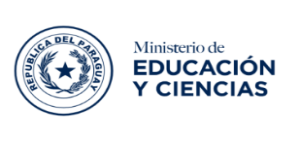 REPUBLICA DEL PARAGUAY
Ministerio de
EDUCACIÓN
Y CIENCIAS